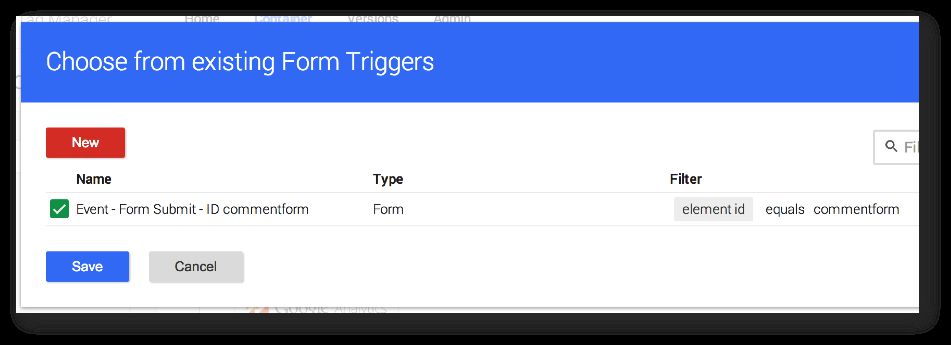 Tag Manager Home Container Versions Admin
Choose from existing Form Triggers
New
Name Type Filter
Event - Form Submit - ID commentform Form element id equals commentform
Save Cancel
Google Analytics